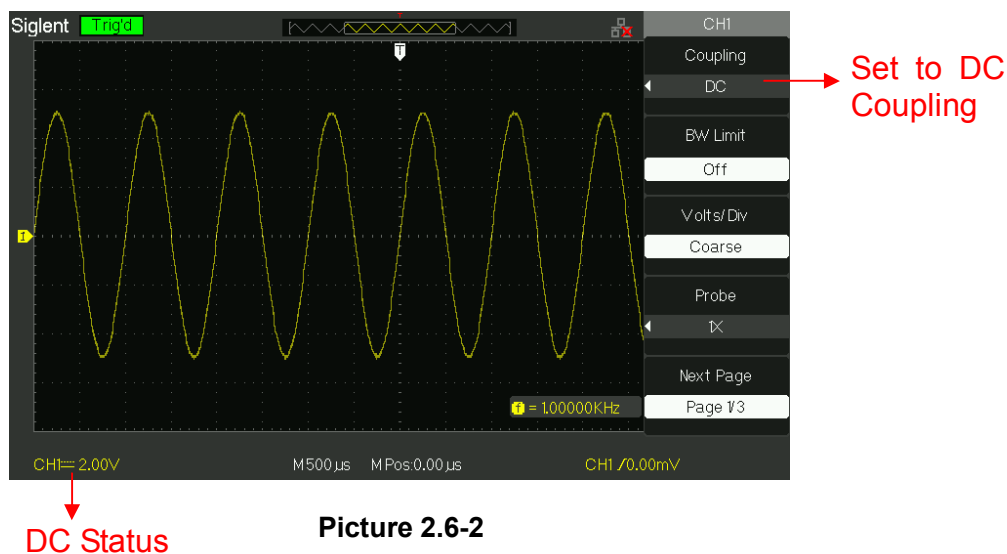 Siglent Trig'd
T
CH1
Coupling
DC
Set to DC
Coupling
BW Limit
Off
Volts/Div
Coarse
1
Probe
1X
Next Page
Page 1/3
f = 1.00000KHz
CH1 2.00V M500µs M Pos:0.00µs CH1 /0.00mV
DC Status
Picture 2.6-2